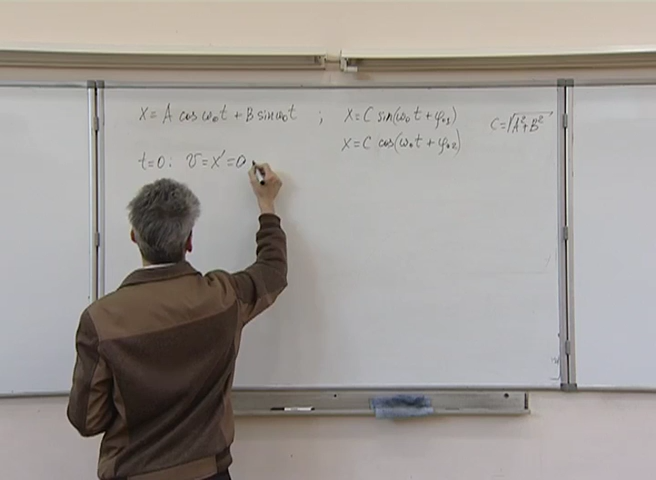 x = A cos ω₀t + B sin ω₀t ; x = C sin(ω₀t + φ₀₁) C = √A² + B²
x = C cos(ω₀t + φ₀₂)
t = 0: v = x' = 0